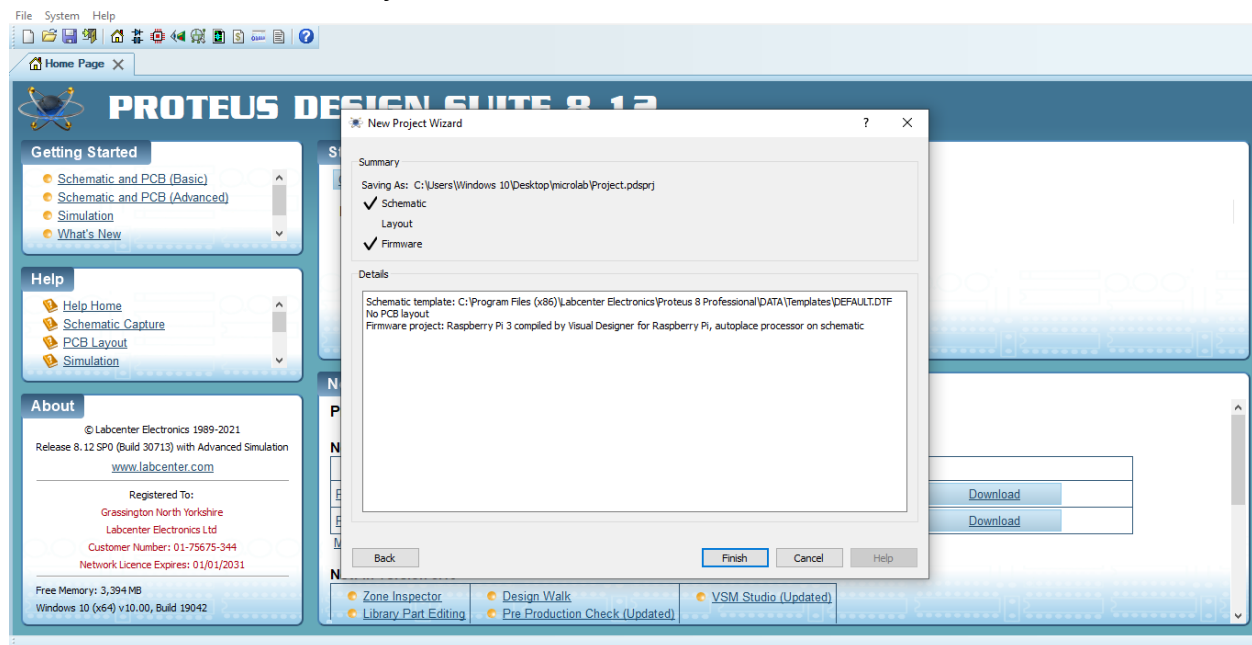 File System Help
Home Page
PROTEUS DESIGN SUITE 8.12
New Project Wizard
Getting Started
Schematic and PCB (Basic)
Schematic and PCB (Advanced)
Simulation
What's New
Help
Help Home
Schematic Capture
PCB Layout
Simulation
About
© Labcenter Electronics 1989-2021
Release 8.12 SP0 (Build 30713) with Advanced Simulation
www.labcenter.com
Registered To:
Grassington North Yorkshire
Labcenter Electronics Ltd
Customer Number: 01-75675-344
Network Licence Expires: 01/01/2031
Free Memory: 3,394 MB
Windows 10 (x64) v10.00, Build 19042
Summary
Saving As: C:\Users\Windows 10\Desktop\microlab\Project.pdsprj
Schematic
Layout
Firmware
Details
Schematic template: C:\Program Files (x86)\Labcenter Electronics\Proteus 8 Professional\DATA\Templates\DEFAULT.DTF
No PCB layout
Firmware project: Raspberry Pi 3 compiled by Visual Designer for Raspberry Pi, autoplace processor on schematic
Back Finish Cancel Help
Download
Download
Zone Inspector Design Walk VSM Studio (Updated)
Library Part Editing Pre Production Check (Updated)